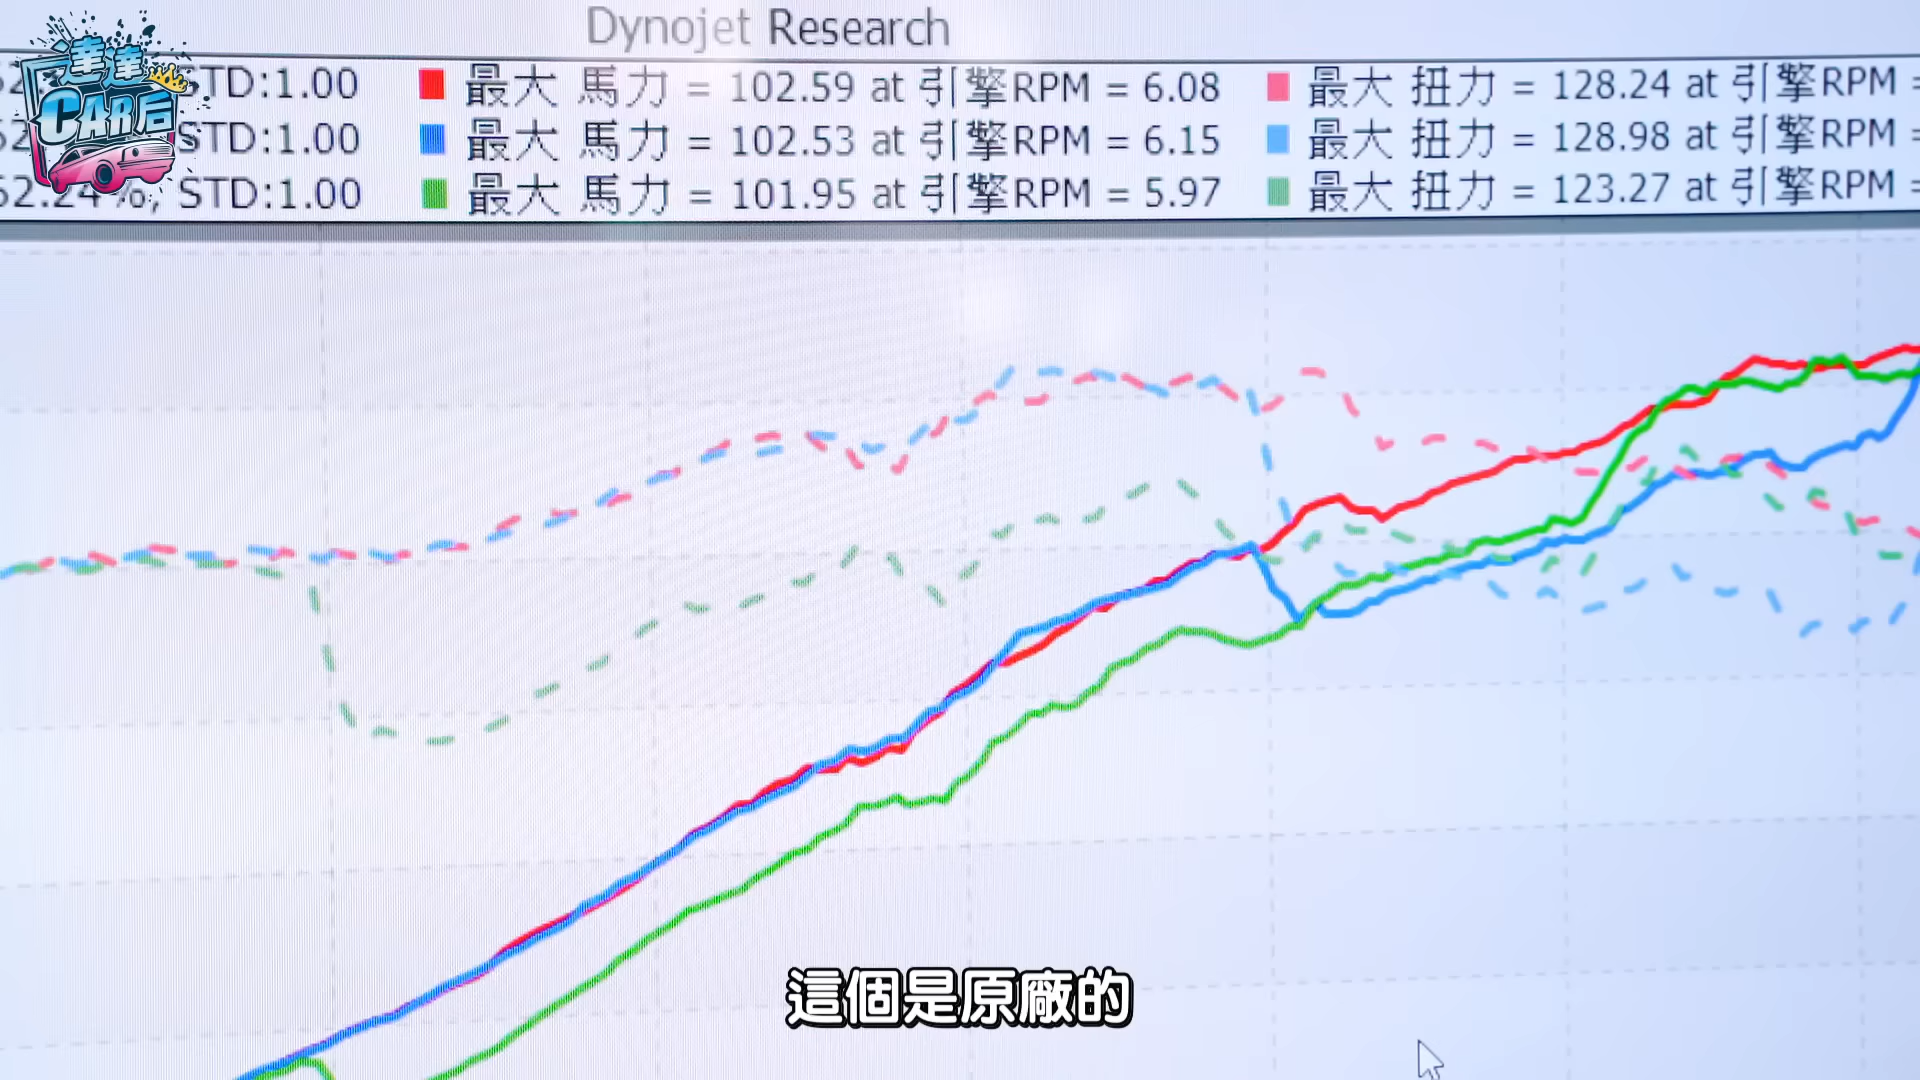 Dynojet Research
達達
CAR后
STD:1.00 最大 馬力 = 102.59 at 引擎RPM = 6.08 最大 扭力 = 128.24 at 引擎RPM =
STD:1.00 最大 馬力 = 102.53 at 引擎RPM = 6.15 最大 扭力 = 128.98 at 引擎RPM =
62.24%, STD:1.00 最大 馬力 = 101.95 at 引擎RPM = 5.97 最大 扭力 = 123.27 at 引擎RPM =
這個是原廠的